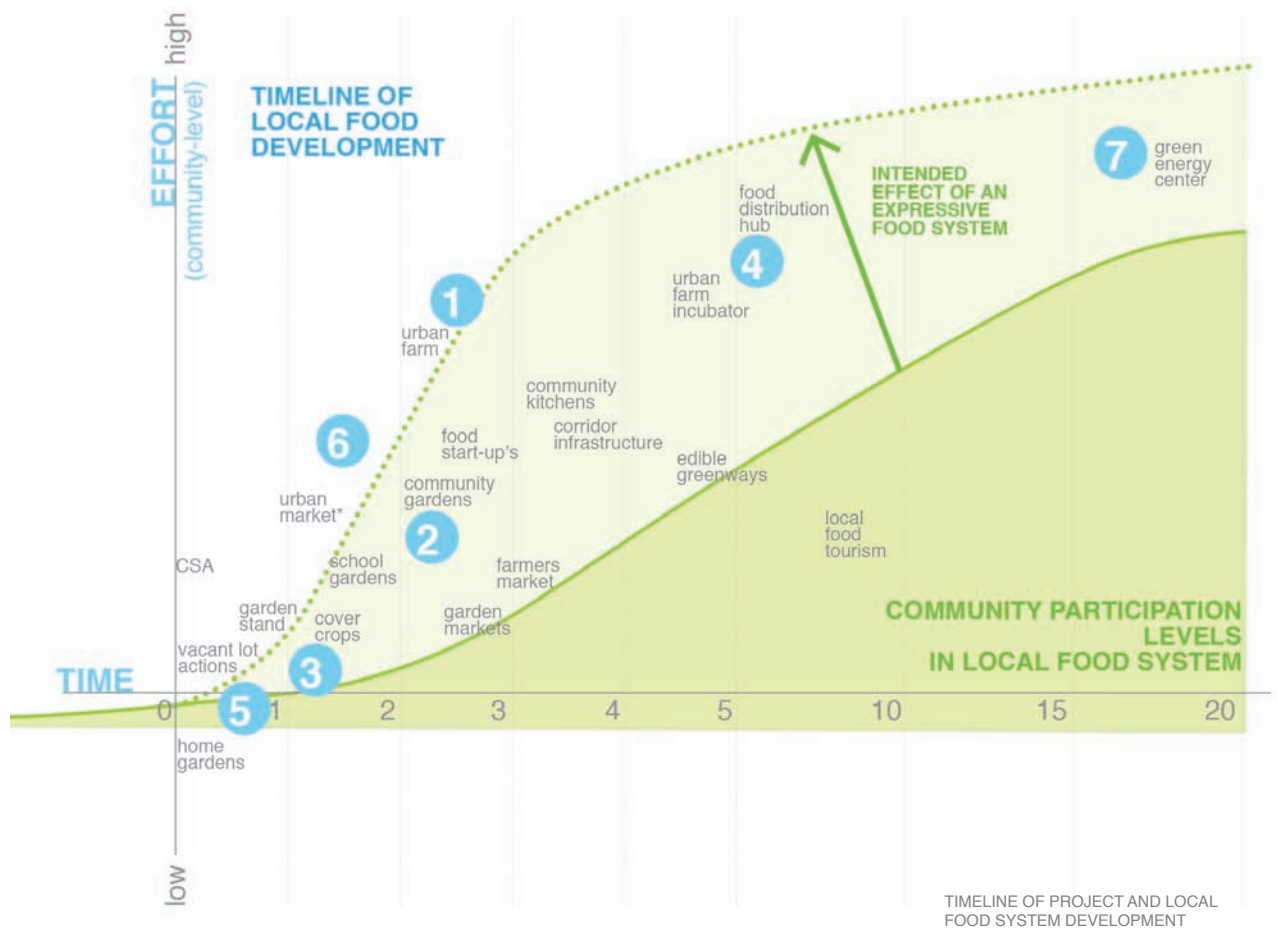 high
EFFORT
(community-level)
TIMELINE OF
LOCAL FOOD
DEVELOPMENT
7
green
energy
center
INTENDED
EFFECT OF AN
EXPRESSIVE
FOOD SYSTEM
food
distribution
hub
4
urban
farm
incubator
1
urban
farm
community
kitchens
corridor
infrastructure
6
food
start-up's
edible
greenways
community
gardens
urban
market*
2
local
food
tourism
CSA
school
gardens
farmers
market
garden
stand
cover
crops
garden
markets
COMMUNITY PARTICIPATION
LEVELS
IN LOCAL FOOD SYSTEM
vacant lot
actions
3
TIME
0 5 1 2 3 4 5 10 15 20
home
gardens
low
TIMELINE OF PROJECT AND LOCAL
FOOD SYSTEM DEVELOPMENT